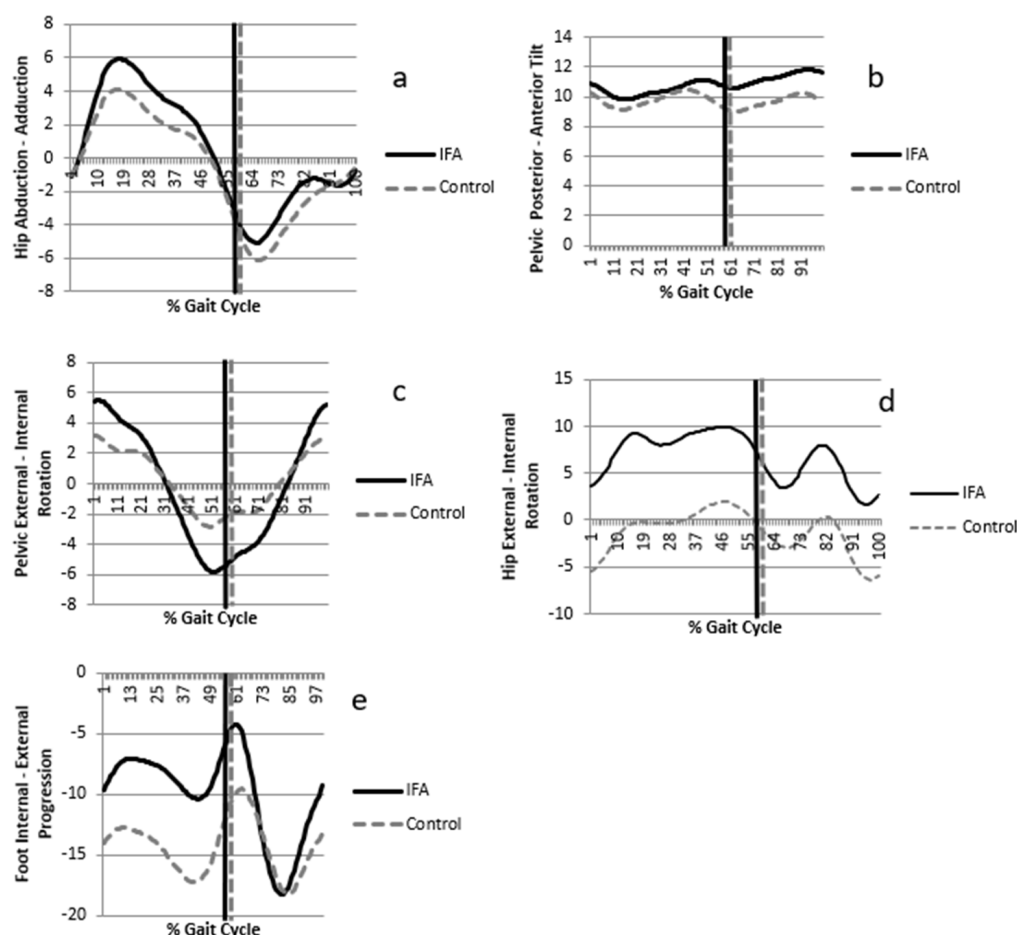 8
6
4
2
0
-2
-4
-6
-8
Hip Abduction - Adduction
1 10 19 28 37 46 55 64 82 91 100
% Gait Cycle
a
IFA
Control
14
12
10
8
6
4
2
0
Pelvic Posterior - Anterior Tilt
1 11 21 31 41 51 61 71 81 91
% Gait Cycle
b
IFA
Control
8
6
4
2
0
-2
-4
-6
-8
Pelvic External - Internal
Rotation
1 11 21 31 41 51 61 71 81 91
% Gait Cycle
c
IFA
Control
15
10
5
0
-5
-10
Hip External - Internal
Rotation
1 10 19 28 37 46 55 64 73 82 91 100
% Gait Cycle
d
IFA
Control
0
-5
-10
-15
-20
Foot Internal - External
Progression
1 13 25 37 49 61 73 85 97
% Gait Cycle
e
IFA
Control